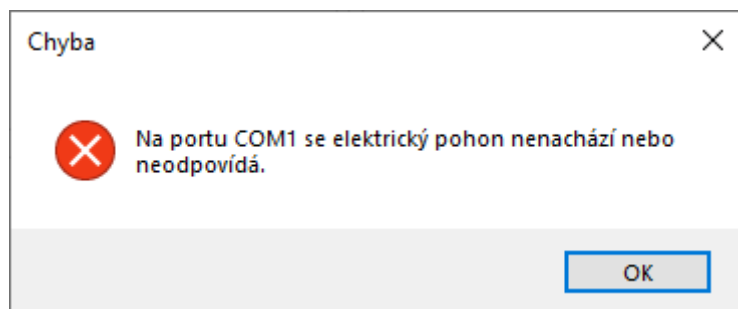 Chyba
Na portu COM1 se elektrický pohon nenachází nebo
neodpovídá.
OK